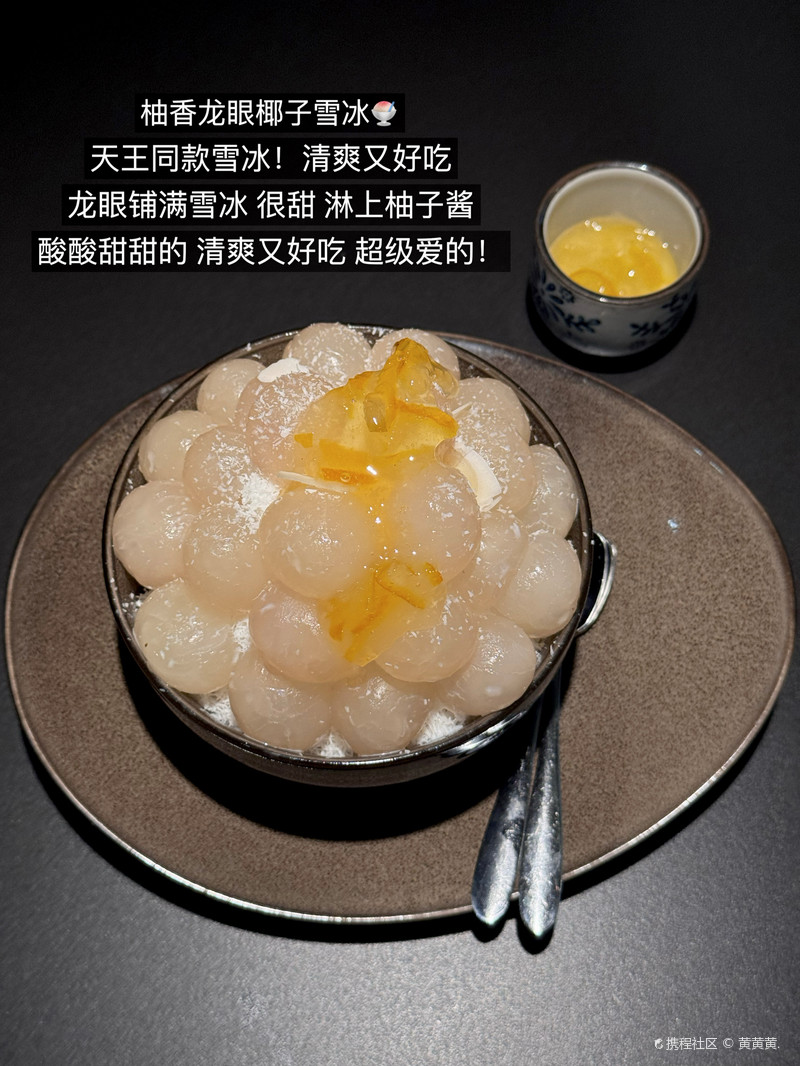 柚香龙眼椰子雪冰🍧
天王同款雪冰！清爽又好吃
龙眼铺满雪冰 很甜 淋上柚子酱
酸酸甜甜的 清爽又好吃 超级爱的！
携程社区 © 黄黄黄.